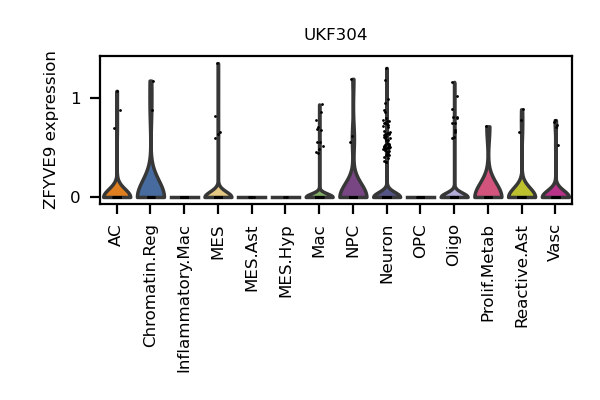 UKF304
ZFYVE9 expression
1
0
AC
Chromatin.Reg
Inflammatory.Mac
MES
MES.Ast
MES.Hyp
Mac
NPC
Neuron
OPC
Oligo
Prolif.Metab
Reactive.Ast
Vasc